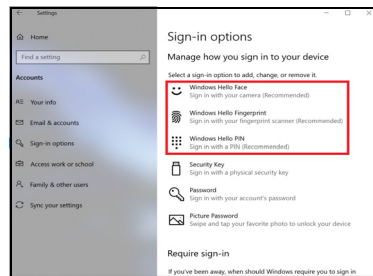 Settings
Home
Find a setting
Accounts
Your info
Email & accounts
Sign-in options
Access work or school
Family & other users
Sync your settings
Sign-in options
Manage how you sign in to your device
Select a sign-in option to add, change, or remove it.
Windows Hello Face
Sign in with your camera (Recommended)
Windows Hello Fingerprint
Sign in with your fingerprint scanner (Recommended)
Windows Hello PIN
Sign in with a PIN (Recommended)
Security Key
Sign in with a physical security key
Password
Sign in with your account's password
Picture Password
Swipe and tap your favorite photo to unlock your device
Require sign-in
If you've been away, when should Windows require you to sign in